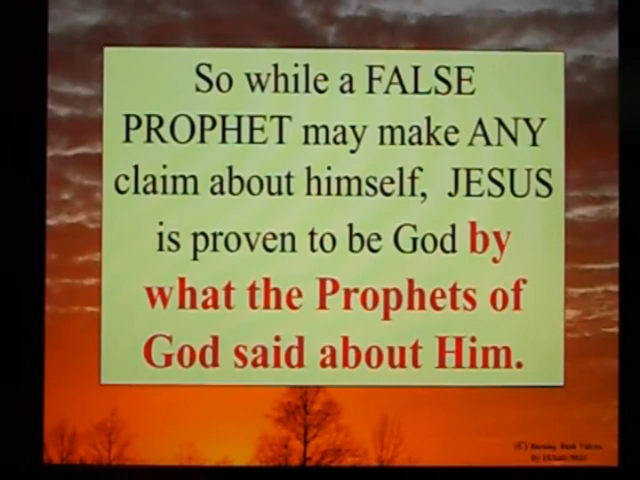 So while a FALSE
PROPHET may make ANY
claim about himself, JESUS
is proven to be God by
what the Prophets of
God said about Him.